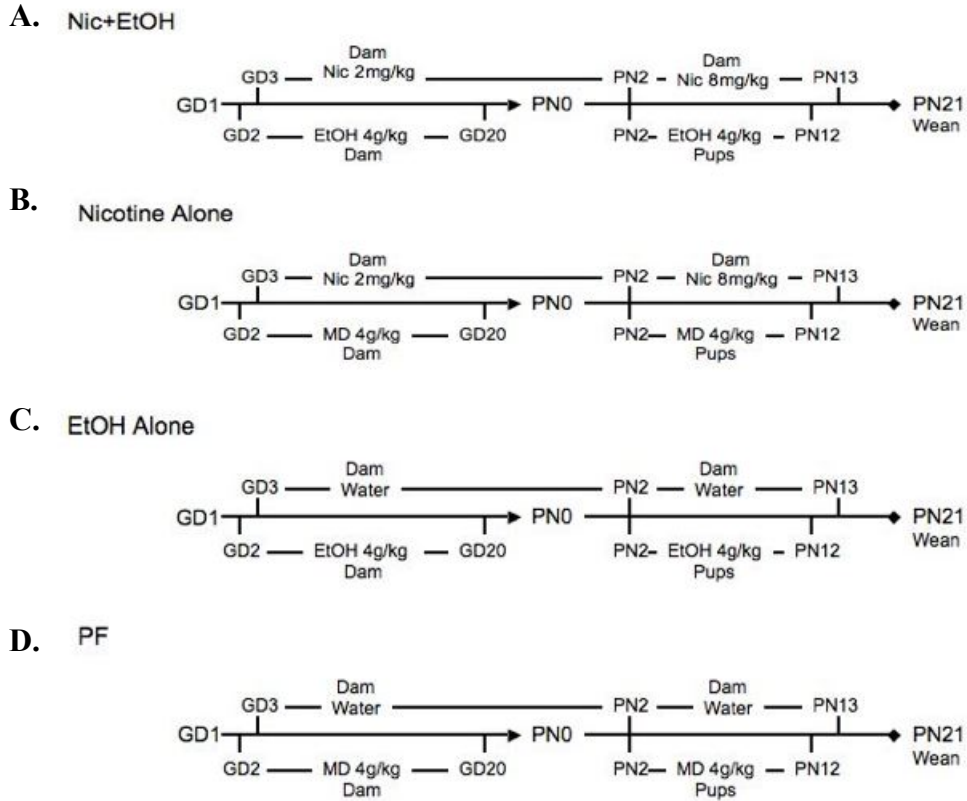 A. Nic+EtOH
Dam
Nic 2mg/kg
Dam
Nic 8mg/kg
GD3 PN2 PN13
GD1 PN0 PN21
Wean
GD2 EtOH 4g/kg GD20 PN2 EtOH 4g/kg PN12
Dam Pups
B. Nicotine Alone
Dam
Nic 2mg/kg
Dam
Nic 8mg/kg
GD3 PN2 PN13
GD1 PN0 PN21
Wean
GD2 MD 4g/kg GD20 PN2 MD 4g/kg PN12
Dam Pups
C. EtOH Alone
Dam Dam
GD3 Water PN2 Water PN13
GD1 PN0 PN21
Wean
GD2 EtOH 4g/kg GD20 PN2 EtOH 4g/kg PN12
Dam Pups
D. PF
Dam Dam
GD3 Water PN2 Water PN13
GD1 PN0 PN21
Wean
GD2 MD 4g/kg GD20 PN2 MD 4g/kg PN12
Dam Pups